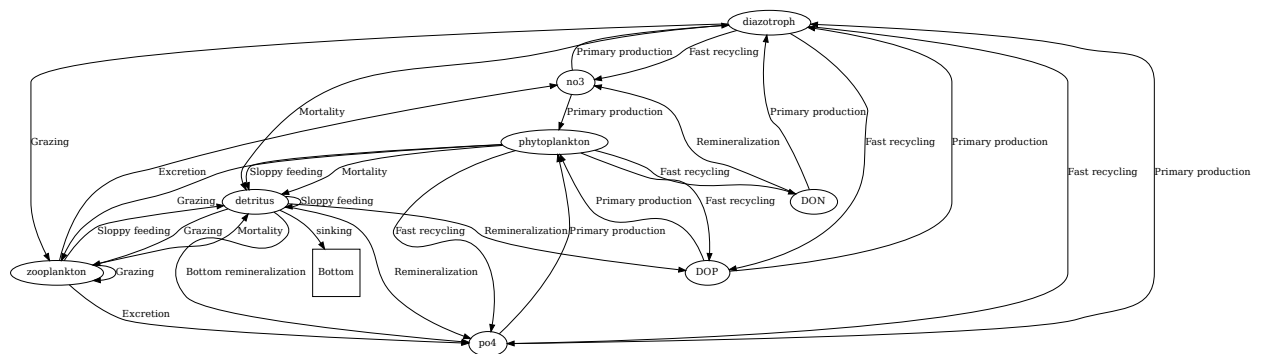 diazotroph
Primary production
Fast recycling
no3
Mortality
Primary production
Primary production
Grazing
phytoplankton
Remineralization
Fast recycling
Primary production
Excretion
Sloppy feeding
Mortality
Fast recycling
Fast recycling
Primary production
Grazing
detritus
Sloppy feeding
Primary production
Fast recycling
DON
Sloppy feeding
Grazing
Mortality
sinking
Fast recycling
Primary production
Remineralization
zooplankton
Grazing
Bottom remineralization
Bottom
Remineralization
DOP
Excretion
po4